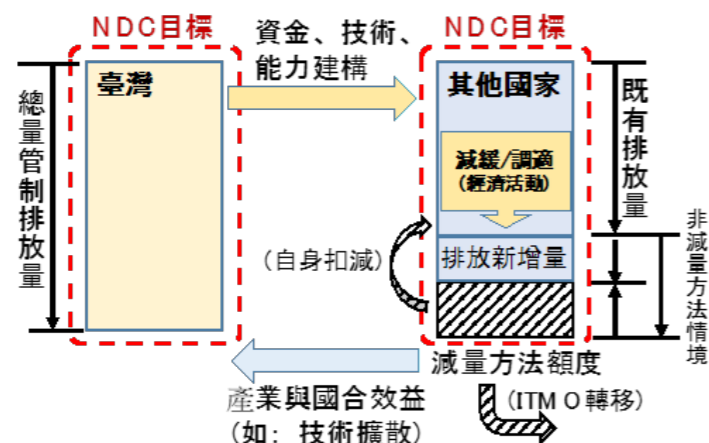 NDC目標
NDC目標
資金、技術、
能力建構
臺灣
其他國家
總量管制排放量
既有排放量
減緩/調適
(經濟活動)
(自身扣減)
排放新增量
非減量方法情境
減量方法額度
產業與國合效益
(如: 技術擴散)
(ITM O 轉移)